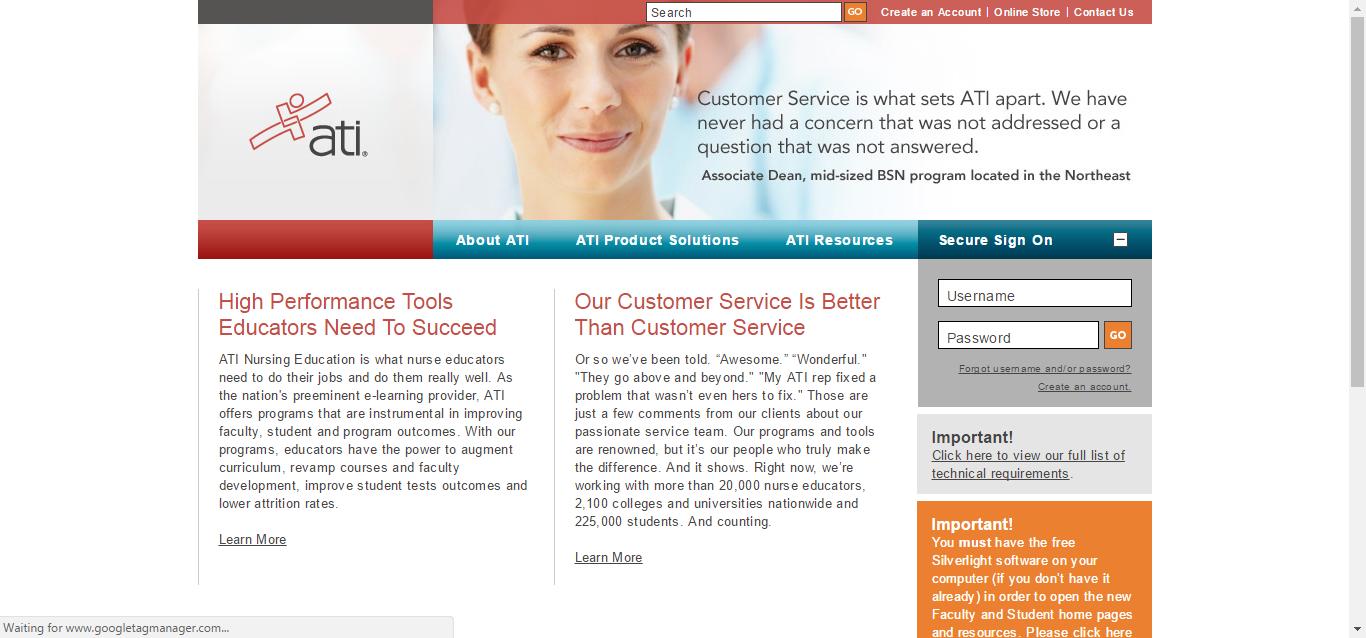 Search
GO
Create an Account | Online Store | Contact Us
ati®
Customer Service is what sets ATI apart. We have
never had a concern that was not addressed or a
question that was not answered.
Associate Dean, mid-sized BSN program located in the Northeast
About ATI
ATI Product Solutions
ATI Resources
Secure Sign On
High Performance Tools
Educators Need To Succeed
ATI Nursing Education is what nurse educators
need to do their jobs and do them really well. As
the nation's preeminent e-learning provider, ATI
offers programs that are instrumental in improving
faculty, student and program outcomes. With our
programs, educators have the power to augment
curriculum, revamp courses and faculty
development, improve student tests outcomes and
lower attrition rates.
Learn More
Our Customer Service Is Better
Than Customer Service
Or so we've been told. “Awesome.” “Wonderful."
"They go above and beyond." "My ATI rep fixed a
problem that wasn't even hers to fix." Those are
just a few comments from our clients about our
passionate service team. Our programs and tools
are renowned, but it's our people who truly make
the difference. And it shows. Right now, we're
working with more than 20,000 nurse educators,
2,100 colleges and universities nationwide and
225,000 students. And counting.
Learn More
Username
Password
GO
Forgot username and/or password?
Create an account.
Important!
Click here to view our full list of
technical requirements.
Important!
You must have the free
Silverlight software on your
computer (if you don't have it
already) in order to open the new
Faculty and Student home pages
and resources. Please click here
Waiting for www.googletagmanager.com...